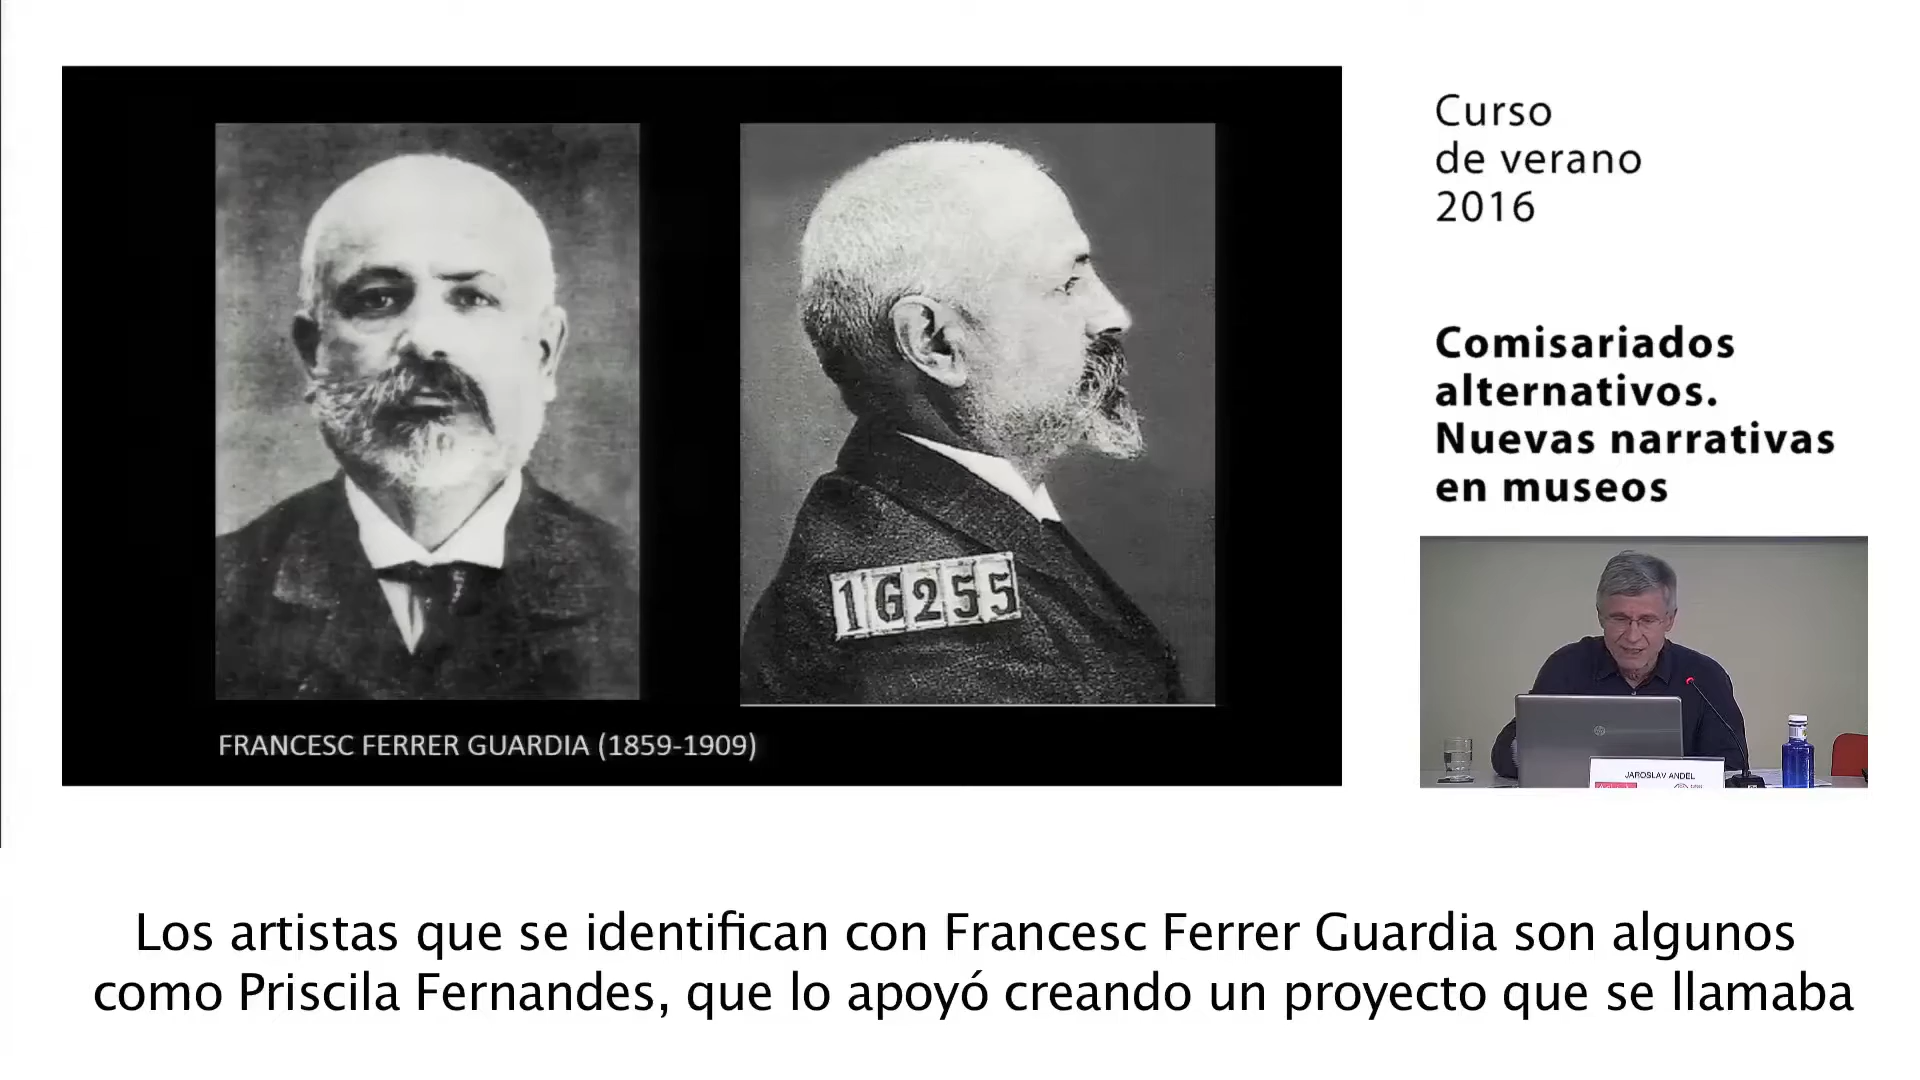 Curso
de verano
2016
Comisariados
alternativos.
Nuevas narrativas
en museos
16255
FRANCESC FERRER GUARDIA (1859-1909)
JAROSLAV ANDEL
Los artistas que se identifican con Francesc Ferrer Guardia son algunos
como Priscila Fernandes, que lo apoyó creando un proyecto que se llamaba